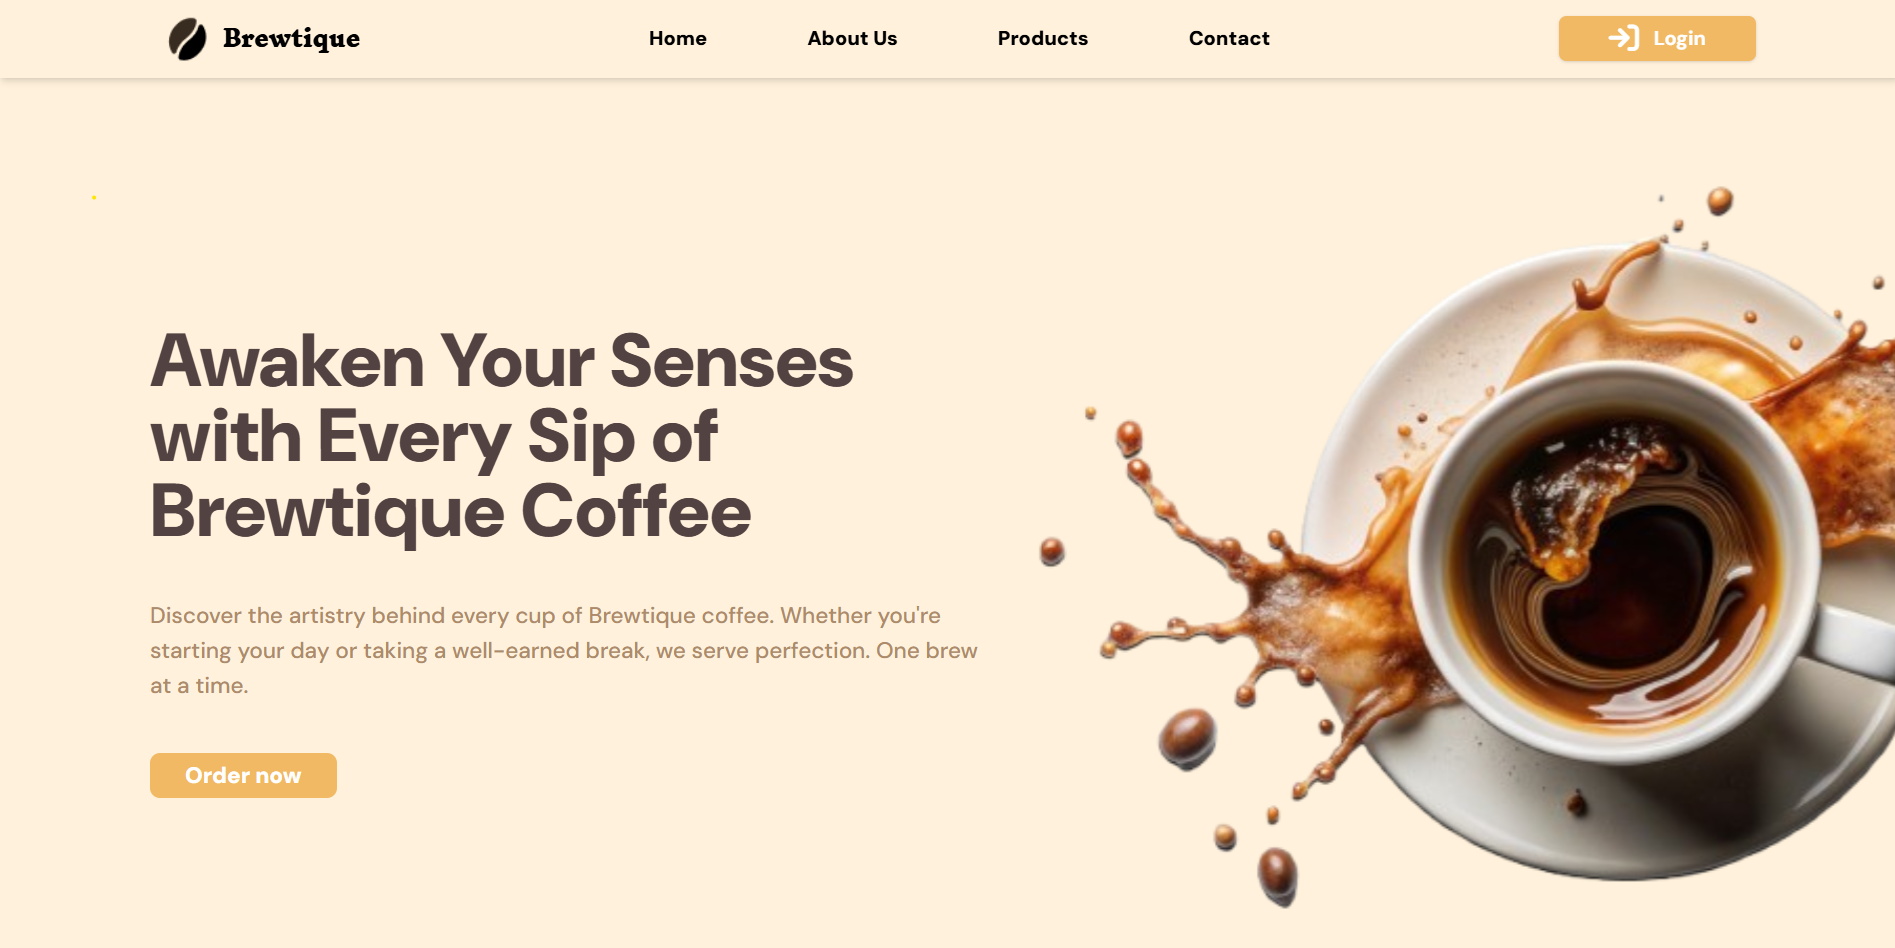 Brewtique
Home
About Us
Products
Contact
Login
Awaken Your Senses
with Every Sip of
Brewtique Coffee
Discover the artistry behind every cup of Brewtique coffee. Whether you're
starting your day or taking a well-earned break, we serve perfection. One brew
at a time.
Order now